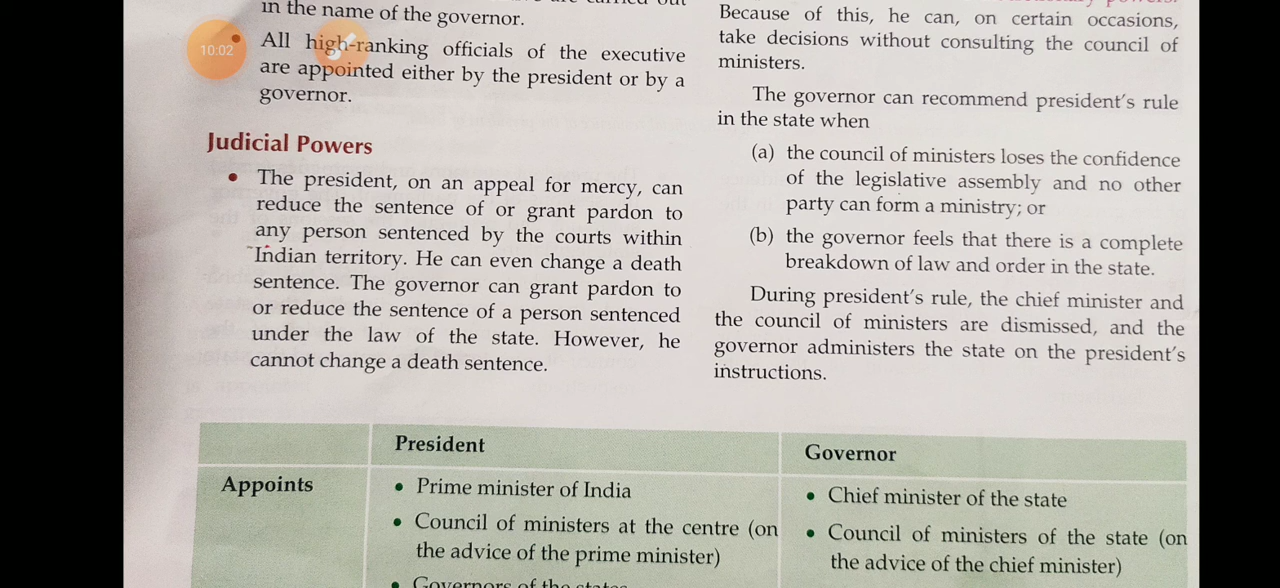 in the name of the governor.
10:02
All high-ranking officials of the executive
are appointed either by the president or by a
governor.
Judicial Powers
• The president, on an appeal for mercy, can
reduce the sentence of or grant pardon to
any person sentenced by the courts within
Indian territory. He can even change a death
sentence. The governor can grant pardon to
or reduce the sentence of a person sentenced
under the law of the state. However, he
cannot change a death sentence.
powers.
Because of this, he can, on certain occasions,
take decisions without consulting the council of
ministers.
The governor can recommend president's rule
in the state when
(a) the council of ministers loses the confidence
of the legislative assembly and no other
party can form a ministry; or
(b) the governor feels that there is a complete
breakdown of law and order in the state.
During president's rule, the chief minister and
the council of ministers are dismissed, and the
governor administers the state on the president's
instructions.
President
Governor
Appoints
• Prime minister of India
• Council of ministers at the centre (on
the advice of the prime minister)
• Governors of the states
• Chief minister of the state
• Council of ministers of the state (on
the advice of the chief minister)